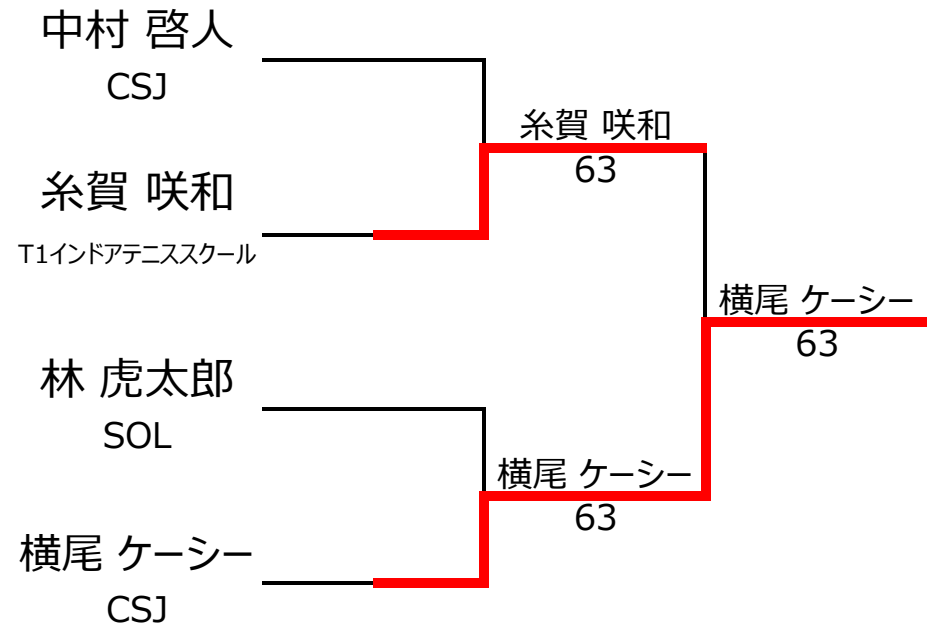 中村 啓人
CSJ
糸賀 咲和
63
糸賀 咲和
T1インドアテニススクール
横尾 ケーシー
63
林 虎太郎
SOL
横尾 ケーシー
63
横尾 ケーシー
CSJ